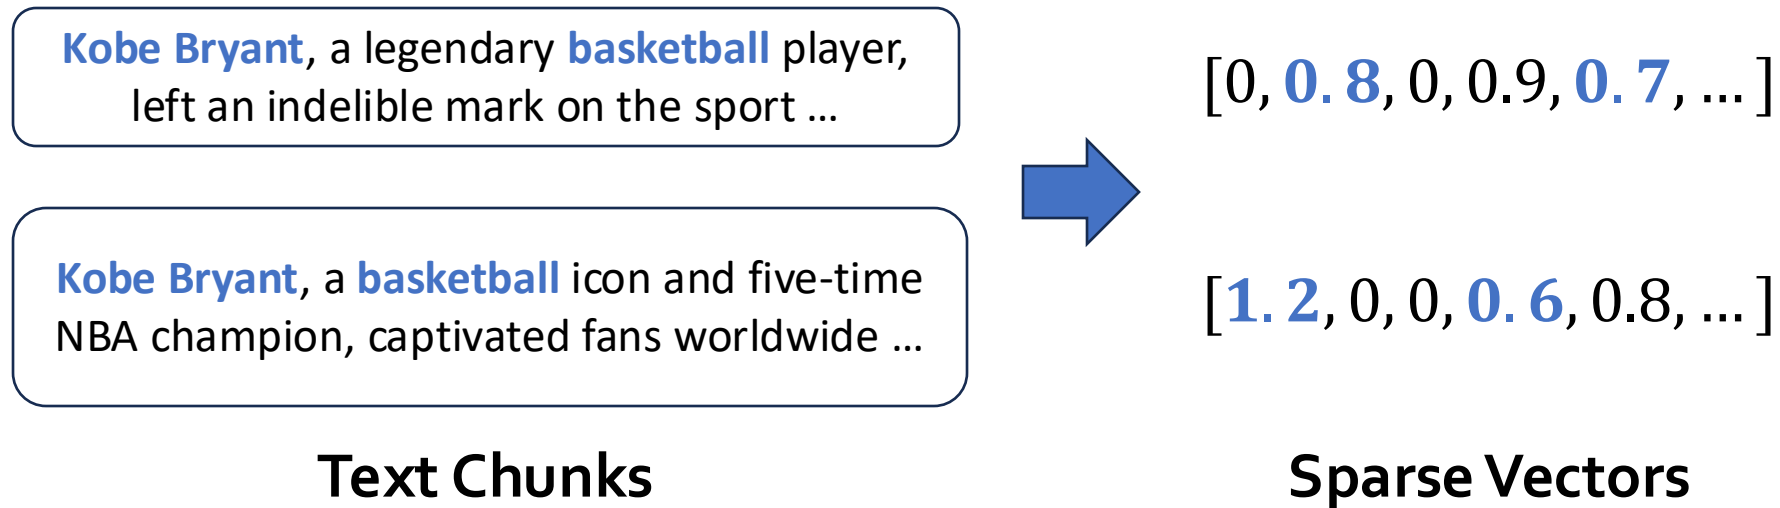 Kobe Bryant, a legendary basketball player,
left an indelible mark on the sport ...
[0, 0.8, 0, 0.9, 0.7, ... ]
Kobe Bryant, a basketball icon and five-time
NBA champion, captivated fans worldwide ...
[1.2, 0, 0, 0.6, 0.8, ... ]
Text Chunks
Sparse Vectors